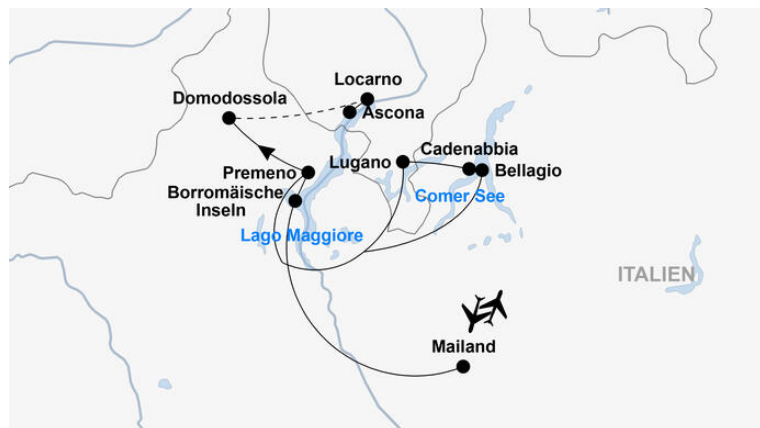 Locarno
Domodossola
Ascona
Cadenabbia
Lugano
Premeno
Bellagio
Borromäische
Inseln
Comer See
Lago Maggiore
ITALIEN
Mailand